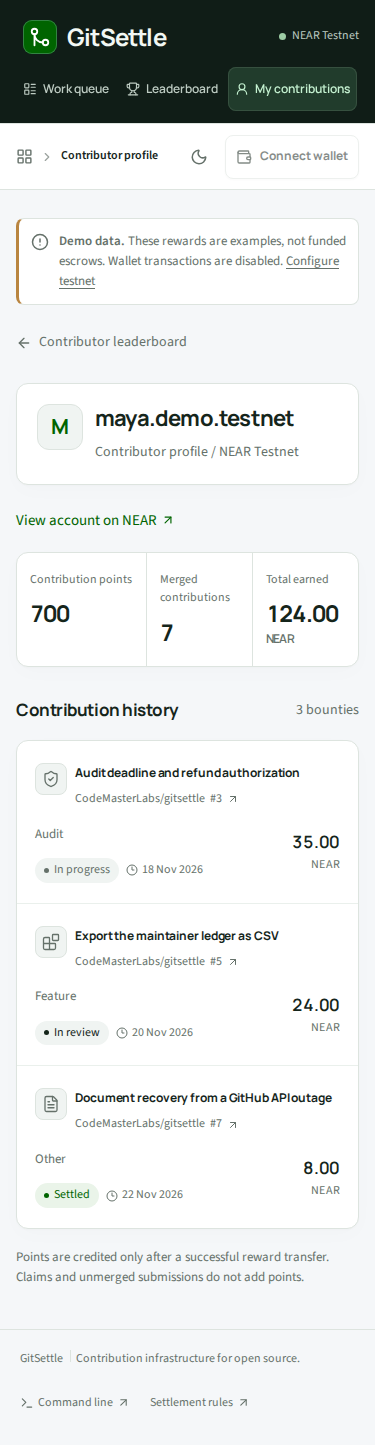 GitSettle
NEAR Testnet
Work queue
Leaderboard
My contributions
Contributor profile
Connect wallet
Demo data. These rewards are examples, not funded
escrows. Wallet transactions are disabled. Configure
testnet
Contributor leaderboard
M
maya.demo.testnet
Contributor profile / NEAR Testnet
View account on NEAR
Contribution points
700
Merged
contributions
7
Total earned
124.00
NEAR
Contribution history
3 bounties
Audit deadline and refund authorization
CodeMasterLabs/gitsettle #3
Audit
In progress
18 Nov 2026
35.00
NEAR
Export the maintainer ledger as CSV
CodeMasterLabs/gitsettle #5
Feature
In review
20 Nov 2026
24.00
NEAR
Document recovery from a GitHub API outage
CodeMasterLabs/gitsettle #7
Other
Settled
22 Nov 2026
8.00
NEAR
Points are credited only after a successful reward transfer.
Claims and unmerged submissions do not add points.
GitSettle
Contribution infrastructure for open source.
Command line
Settlement rules